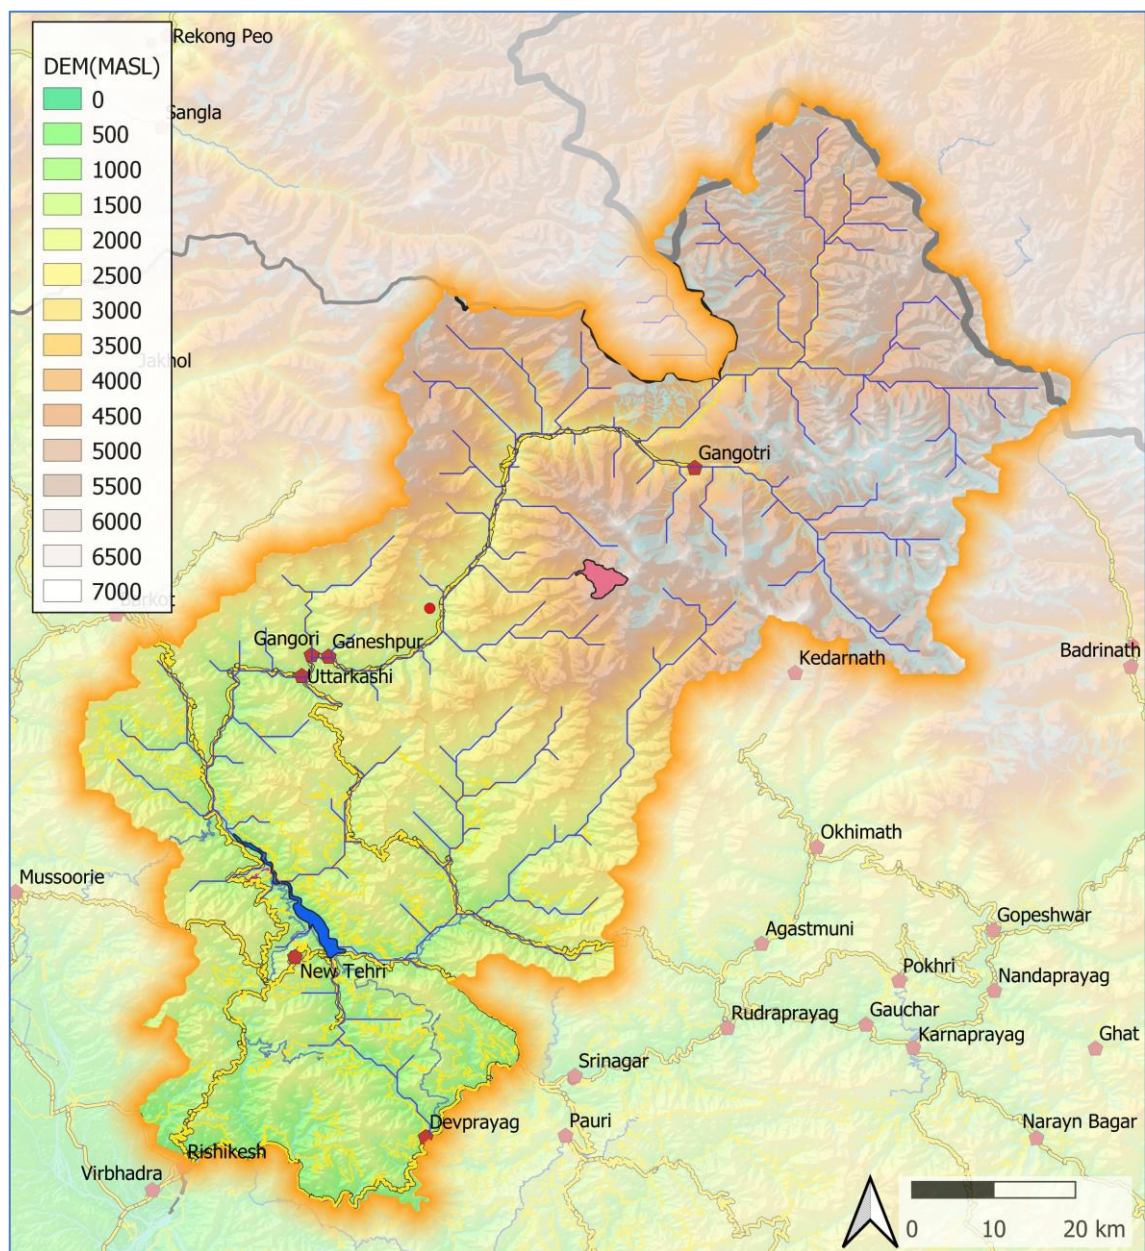 Rekong Peo
DEM(MASL)
0
Sangla
500
1000
1500
2000
2500
3000
3500
Jakhol
4000
4500
5000
Gangotri
5500
6000
6500
7000
Barkot
Gangori
Ganeshpur
Kedarnath
Badrinath
Uttarkashi
Okhimath
Mussoorie
Gopeshwar
Agastmuni
New Tehri
Pokhri
Nandaprayag
Rudraprayag
Gauchar
Karnaprayag
Ghat
Srinagar
Devprayag
Pauri
Narayn Bagar
Rishikesh
Virbhadra
0 10 20 km